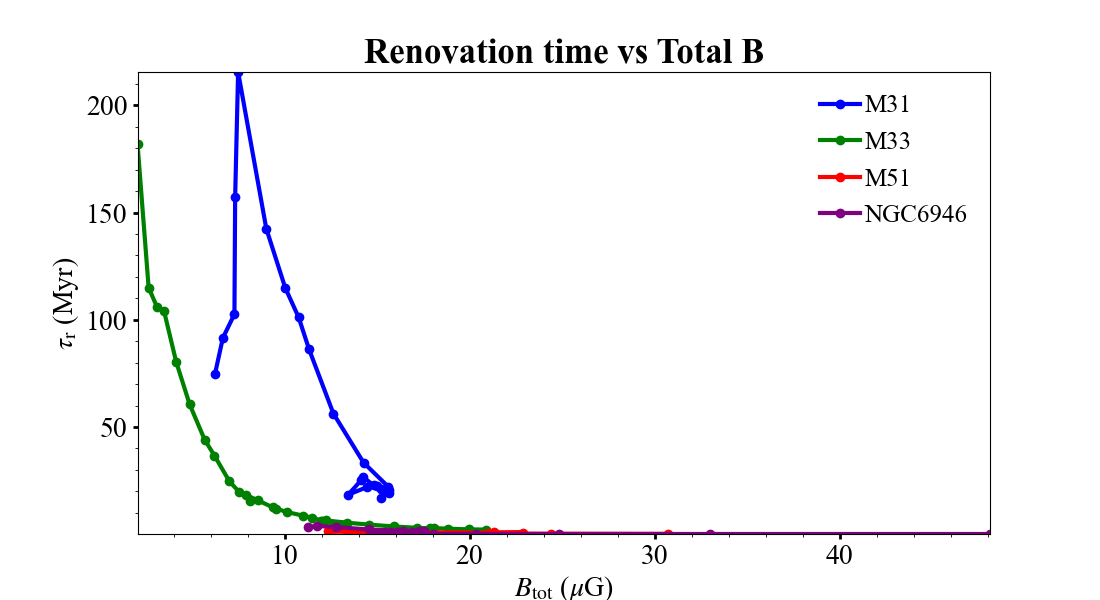 Renovation time vs Total B
M31
M33
M51
NGC6946
200
150
100
50
τr (Myr)
10 20 30 40
Btot (μG)